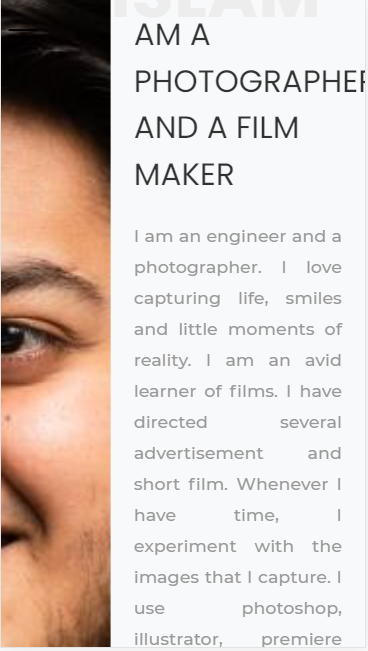 ISLAM
AM A
PHOTOGRAPHER
AND A FILM
MAKER
I am an engineer and a
photographer. I love
capturing life, smiles
and little moments of
reality. I am an avid
learner of films. I have
directed several
advertisement and
short film. Whenever I
have time, I
experiment with the
images that I capture. I
use photoshop,
illustrator, premiere